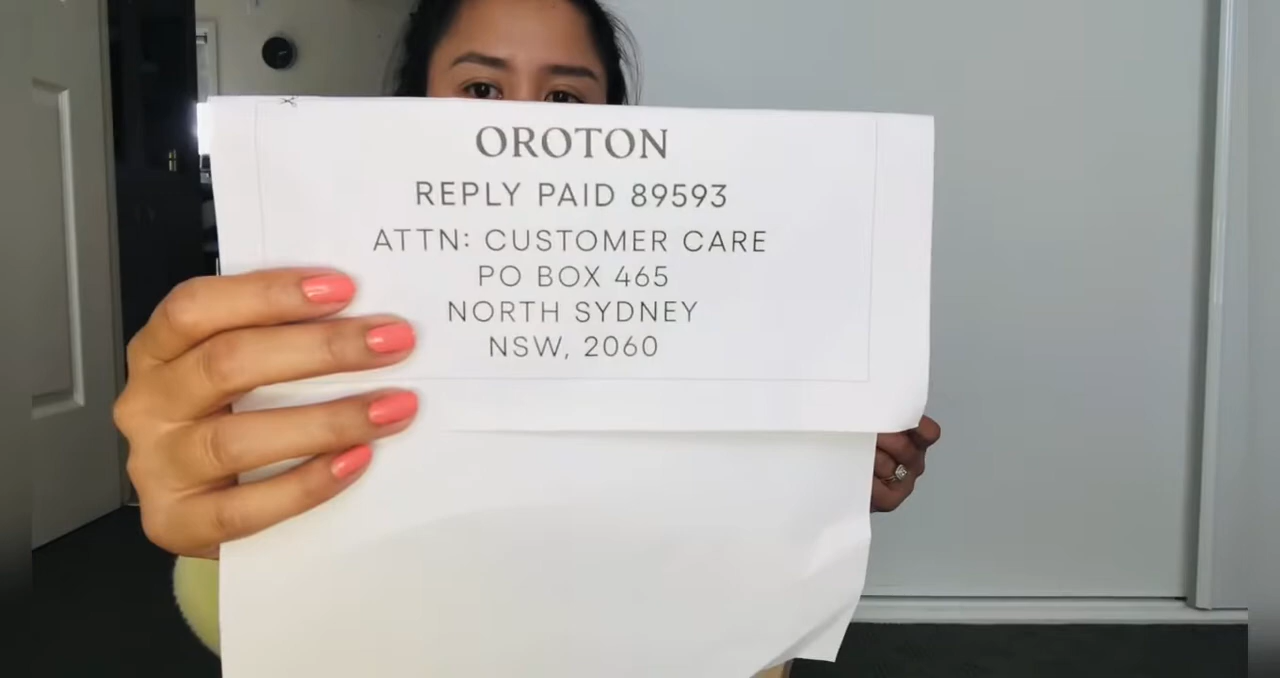 OROTON
REPLY PAID 89593
ATTN: CUSTOMER CARE
PO BOX 465
NORTH SYDNEY
NSW, 2060